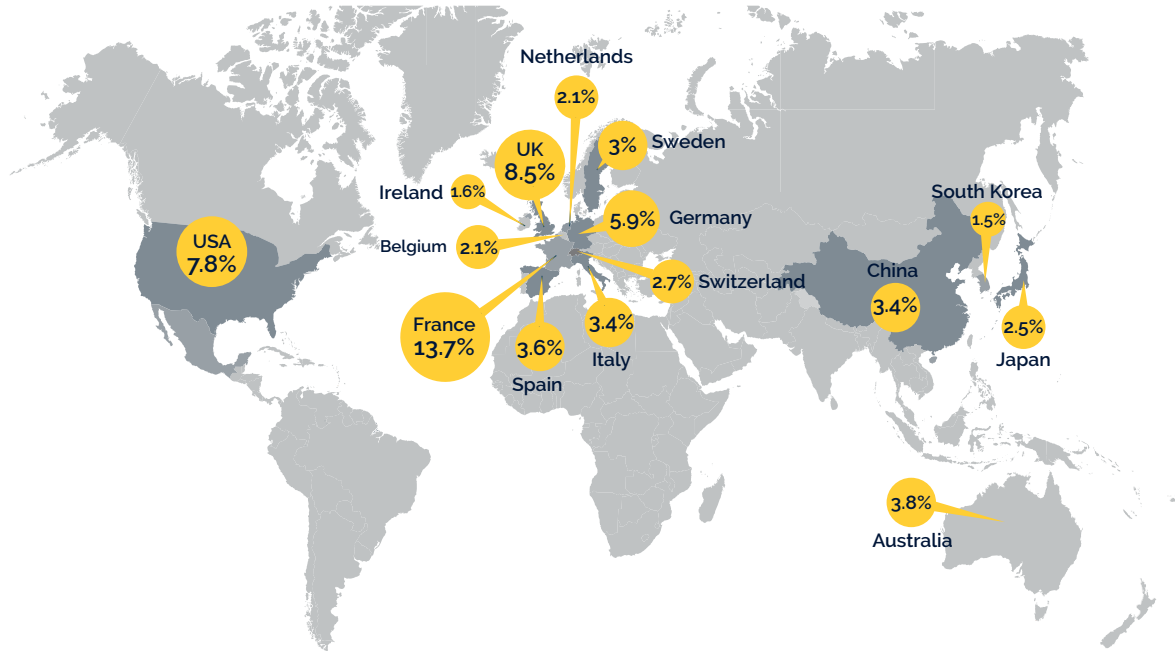 Netherlands
2.1%
UK
8.5%
3%
Sweden
Ireland
1.6%
South Korea
1.5%
5.9%
Germany
USA
7.8%
Belgium
2.1%
2.7%
Switzerland
China
3.4%
France
13.7%
3.6%
Spain
3.4%
Italy
2.5%
Japan
3.8%
Australia